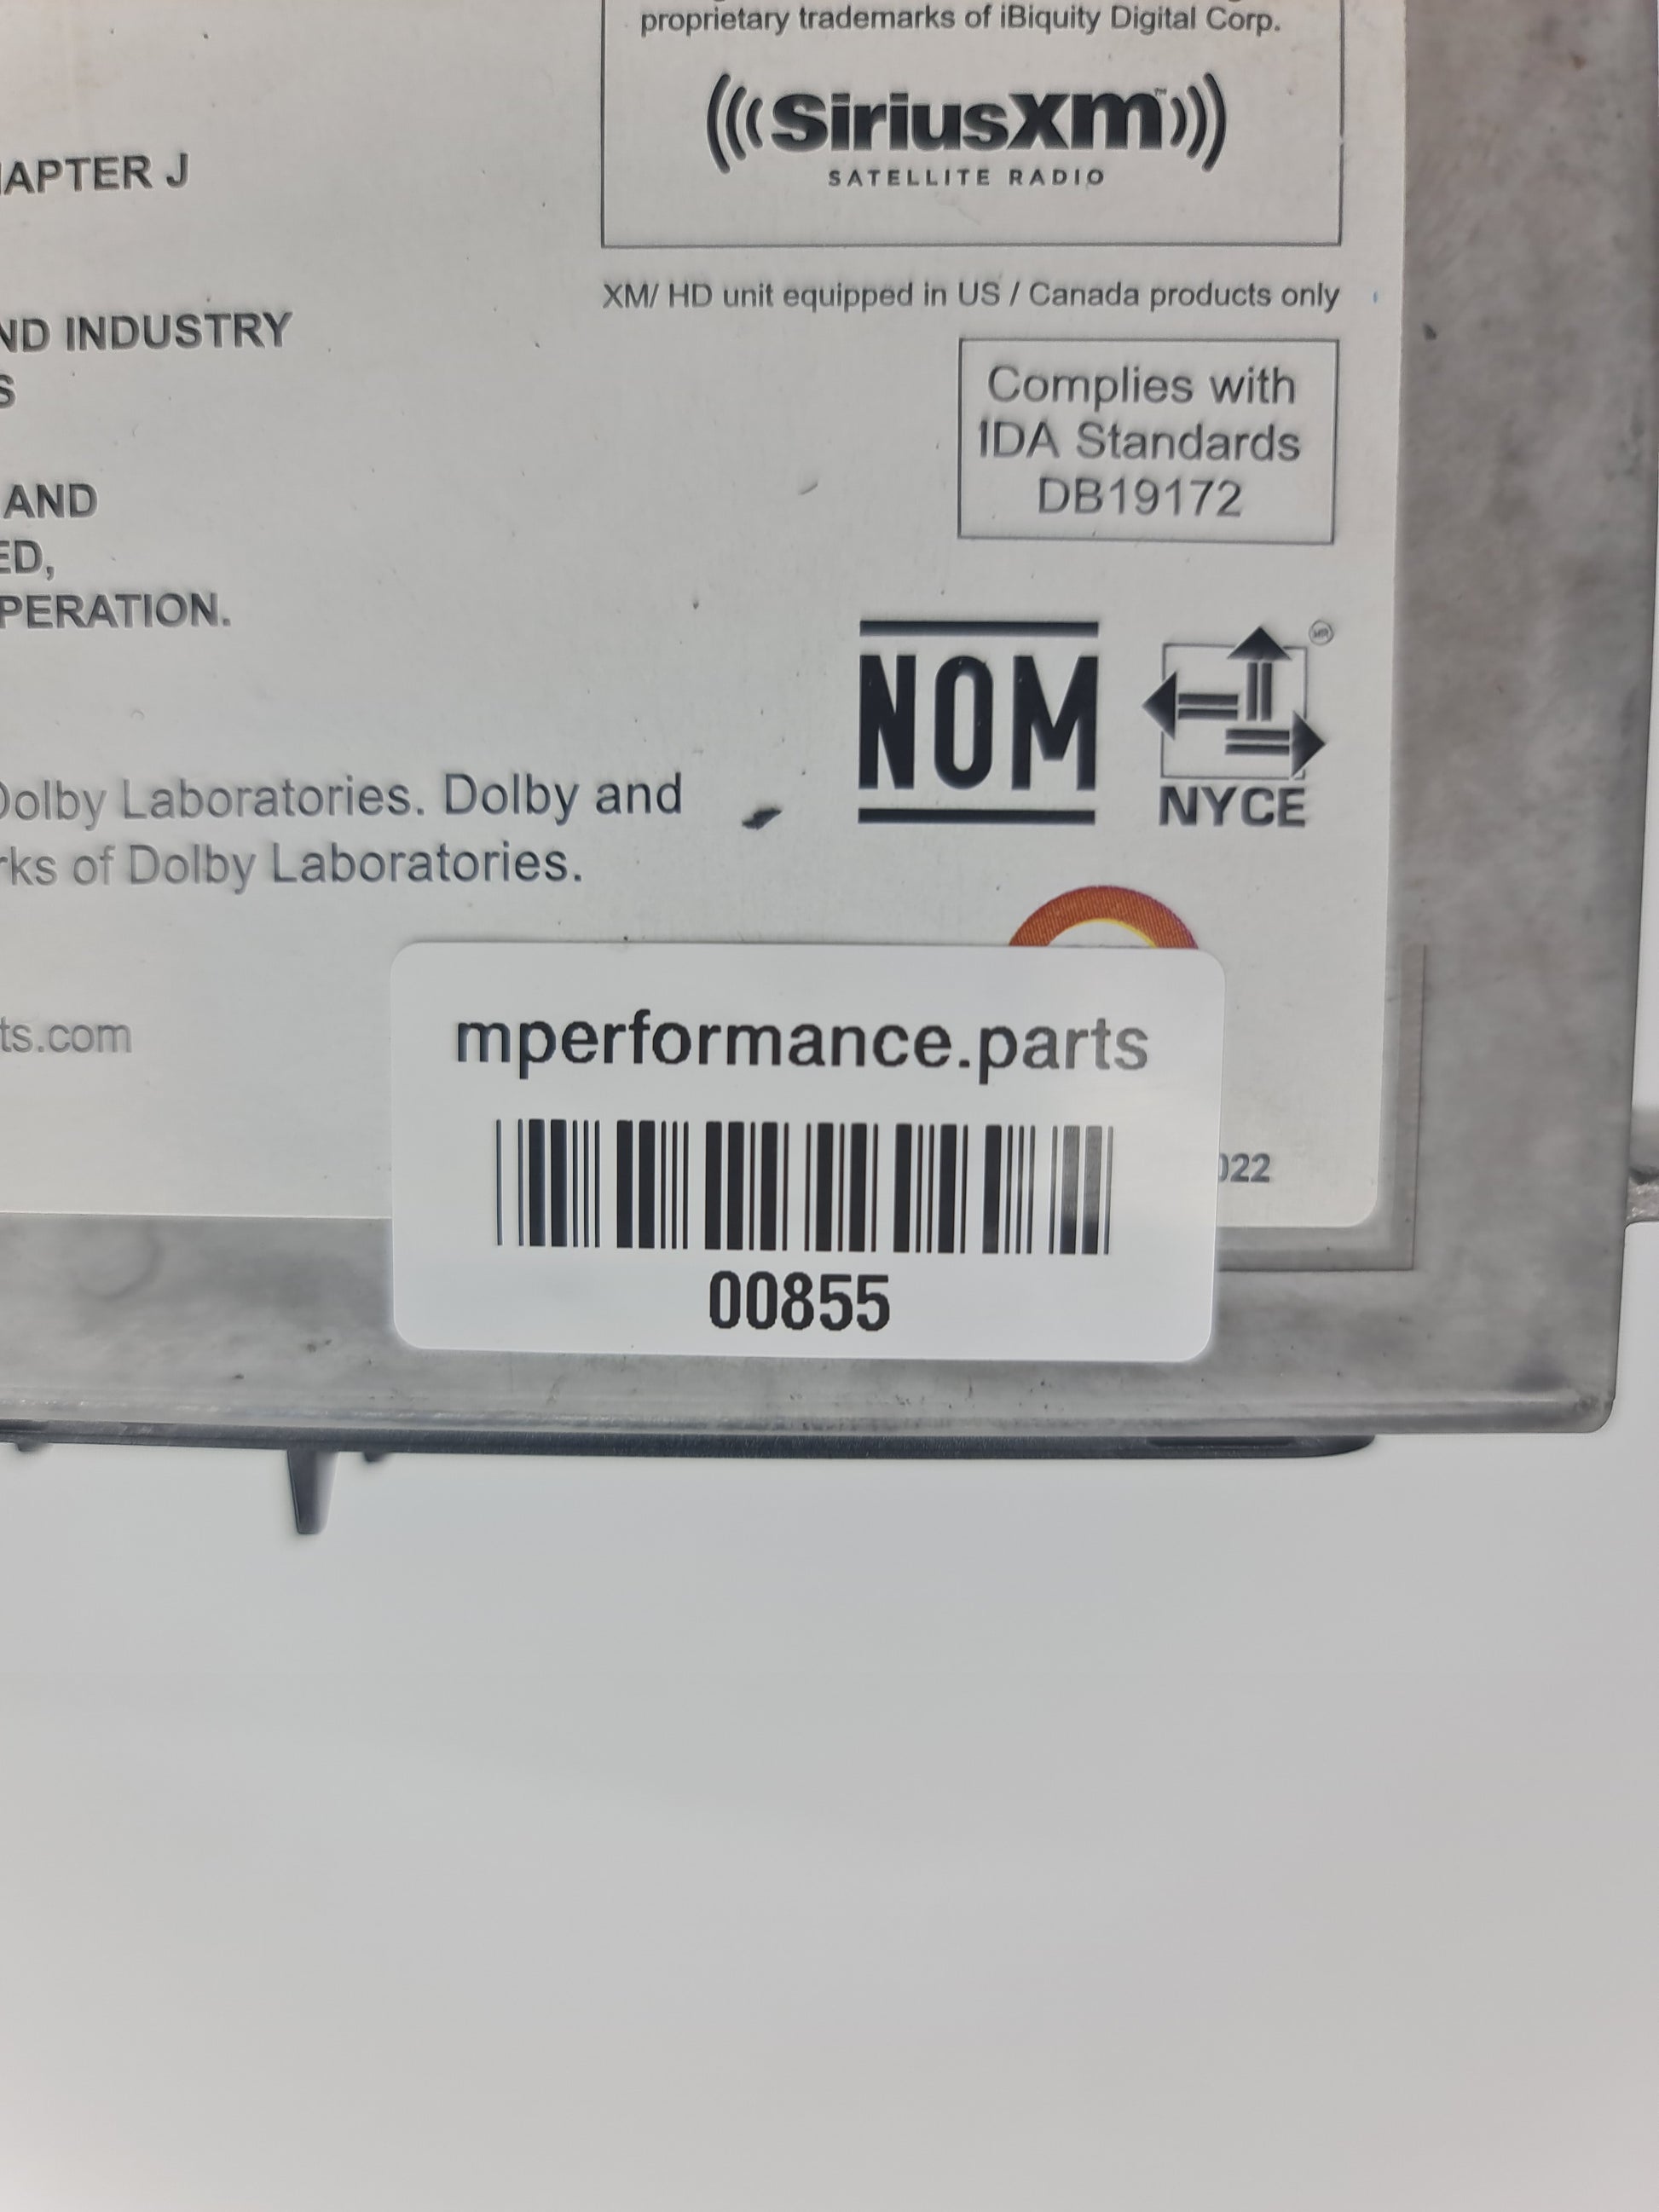 proprietary trademarks of iBiquity Digital Corp.
SiriusXm
SATELLITE RADIO
APTER J
XM/ HD unit equipped in US / Canada products only
ND INDUSTRY
S
Complies with
IDA Standards
DB19172
AND
ED,
PERATION.
NOM
NYCE
Dolby Laboratories. Dolby and
rks of Dolby Laboratories.
ts.com
mperformance.parts
022
00855